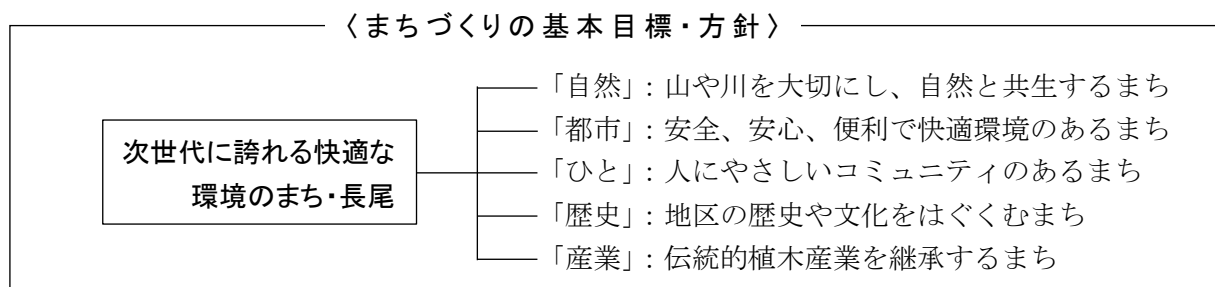 〈まちづくりの基本目標・方針〉
次世代に誇れる快適な
環境のまち・長尾
「自然」：山や川を大切にし、自然と共生するまち
「都市」：安全、安心、便利で快適環境のあるまち
「ひと」：人にやさしいコミュニティのあるまち
「歴史」：地区の歴史や文化をはぐくむまち
「産業」：伝統的植木産業を継承するまち